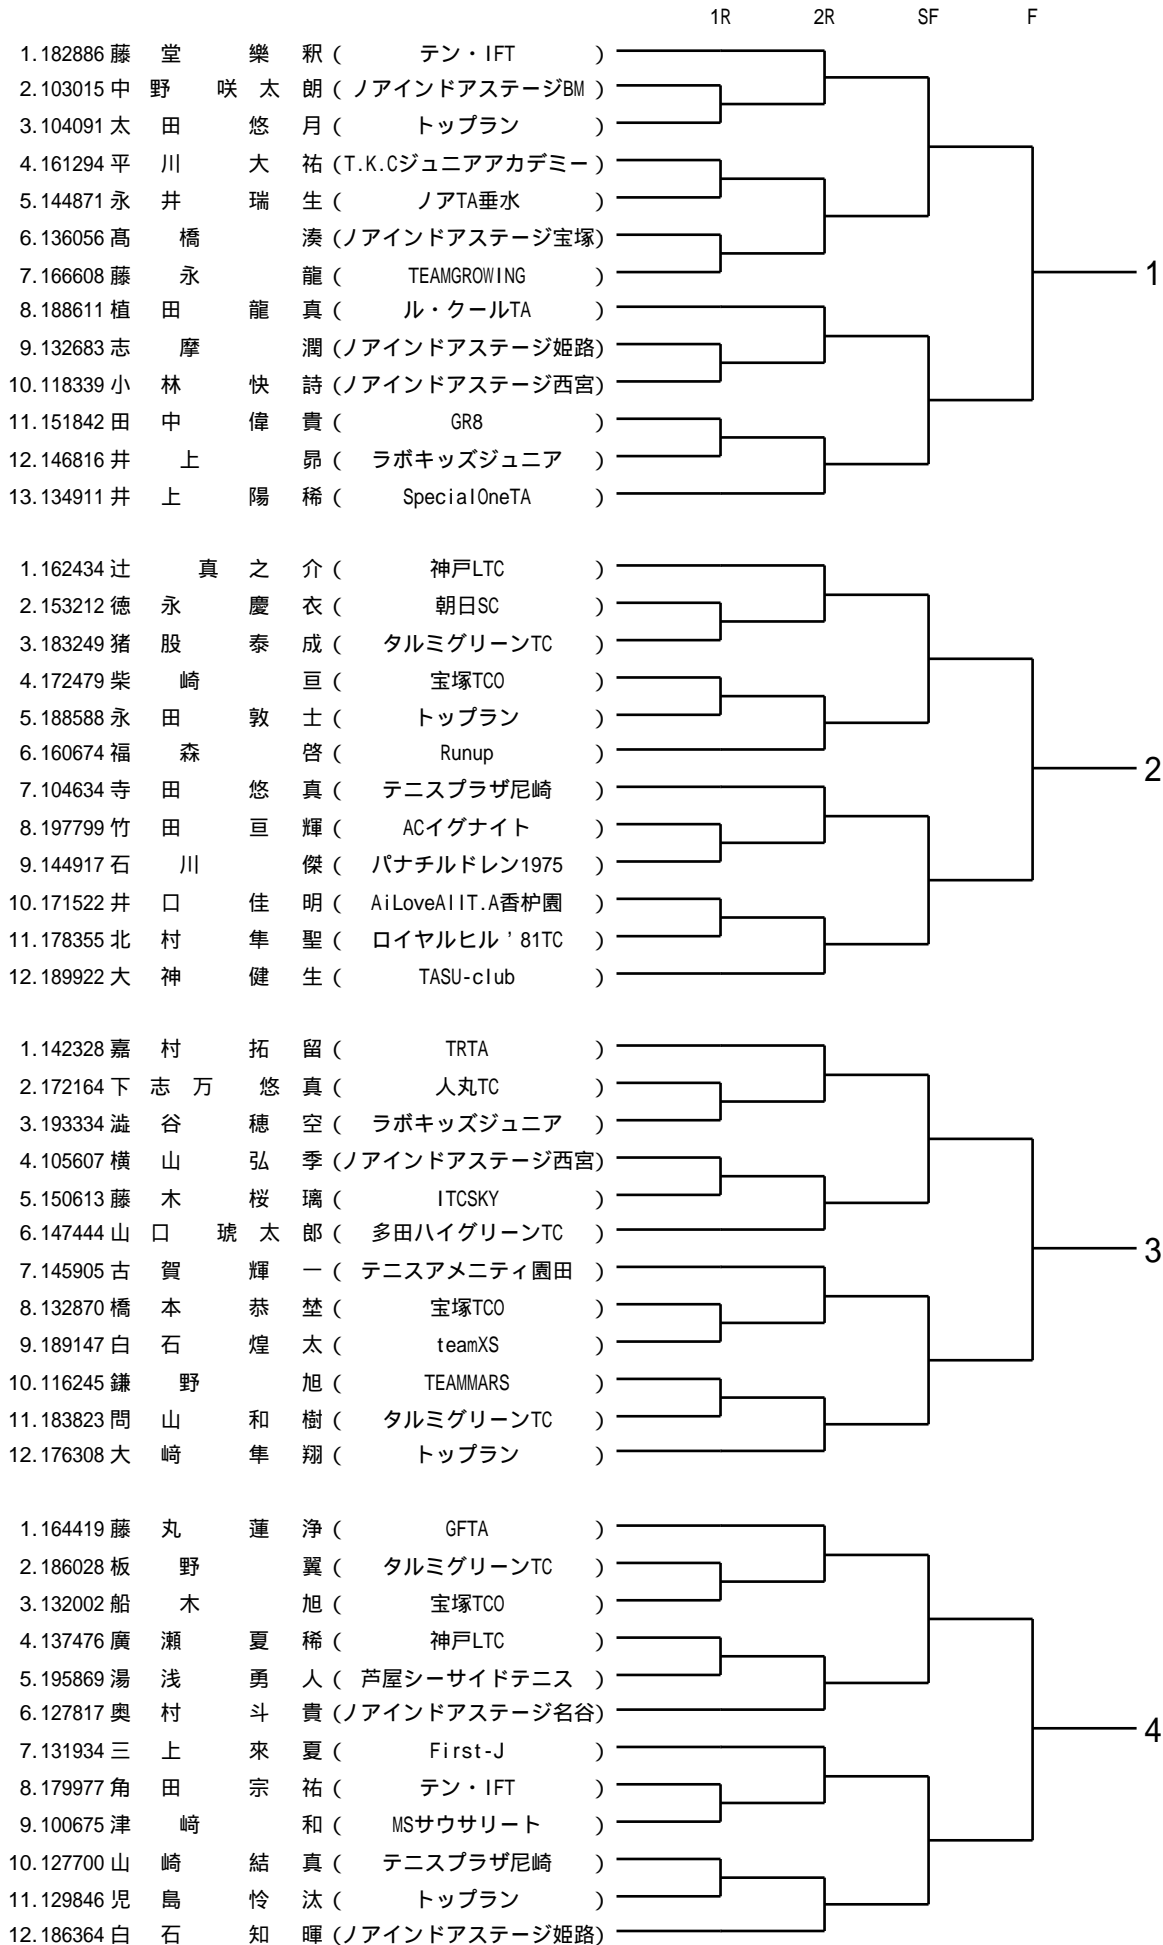 1R 2R SF F
1.182886 藤堂 樂釈 ( テン・IFT )
2.103015 中野 咲太朗 ( ノアインドアステージBM )
3.104091 太田 悠月 ( トップラン )
4.161294 平川 大祐 (T.K.Cジュニアアカデミー )
5.144871 永井 瑞生 ( ノアTA垂水 )
6.136056 髙橋 湊 (ノアインドアステージ宝塚)
7.166608 藤永 龍 ( TEAMGROWING )
1
8.188611 植田 龍真 ( ル・クールTA )
9.132683 志摩 潤 (ノアインドアステージ姫路)
10.118339 小林 快詩 (ノアインドアステージ西宮)
11.151842 田中 偉貴 ( GR8 )
12.146816 井上 昴 ( ラボキッズジュニア )
13.134911 井上 陽稀 ( SpecialOneTA )
1.162434 辻 真之介 ( 神戸LTC )
2.153212 徳永 慶衣 ( 朝日SC )
3.183249 猪股 泰成 ( タルミグリーンTC )
4.172479 柴崎 亘 ( 宝塚TCO )
5.188588 永田 敦士 ( トップラン )
6.160674 福森 啓 ( Runup )
2
7.104634 寺田 悠真 ( テニスプラザ尼崎 )
8.197799 竹田 亘輝 ( ACイグナイト )
9.144917 石川 傑 ( パナチルドレン1975 )
10.171522 井口 佳明 ( AiLoveAllT.A香枦園 )
11.178355 北村 隼聖 ( ロイヤルヒル'81TC )
12.189922 大神 健生 ( TASU-club )
1.142328 嘉村 拓留 ( TRTA )
2.172164 下志万 悠真 ( 人丸TC )
3.193334 澁谷 穂空 ( ラボキッズジュニア )
4.105607 横山 弘季 (ノアインドアステージ西宮)
5.150613 藤木 桜璃 ( ITCSKY )
6.147444 山口 琥太郎 ( 多田ハイグリーンTC )
3
7.145905 古賀 輝一 ( テニスアメニティ園田 )
8.132870 橋本 恭埜 ( 宝塚TCO )
9.189147 白石 煌太 ( teamXS )
10.116245 鎌野 旭 ( TEAMMARS )
11.183823 問山 和樹 ( タルミグリーンTC )
12.176308 大﨑 隼翔 ( トップラン )
1.164419 藤丸 蓮浄 ( GFTA )
2.186028 板野 翼 ( タルミグリーンTC )
3.132002 船木 旭 ( 宝塚TCO )
4.137476 廣瀬 夏稀 ( 神戸LTC )
5.195869 湯浅 勇人 ( 芦屋シーサイドテニス )
6.127817 奥村 斗貴 (ノアインドアステージ名谷)
4
7.131934 三上 來夏 ( First-J )
8.179977 角田 宗祐 ( テン・IFT )
9.100675 津﨑 和 ( MSサウサリート )
10.127700 山崎 結真 ( テニスプラザ尼崎 )
11.129846 児島 怜汰 ( トップラン )
12.186364 白石 知暉 (ノアインドアステージ姫路)